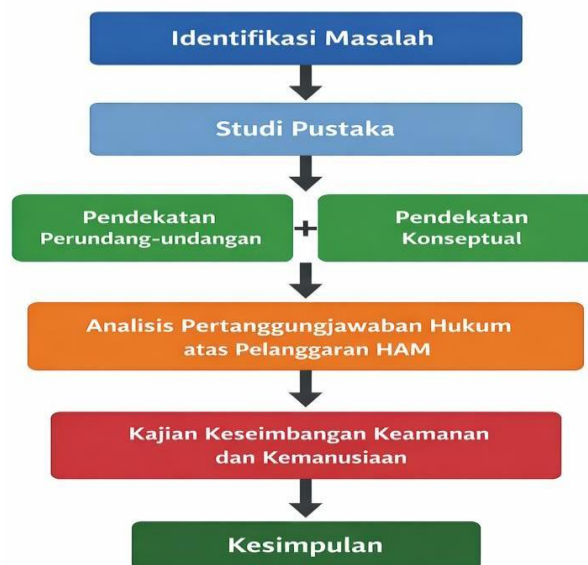 Identifikasi Masalah
Studi Pustaka
Pendekatan
Perundang-undangan
+
Pendekatan
Konseptual
Analisis Pertanggungjawaban Hukum
atas Pelanggaran HAM
Kajian Keseimbangan Keamanan
dan Kemanusiaan
Kesimpulan